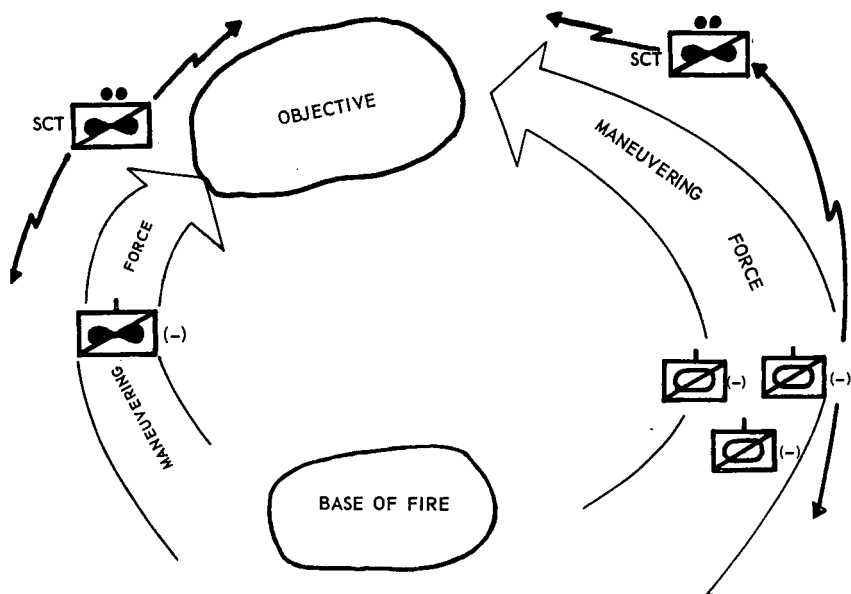 SCT
SCT
OBJECTIVE
MANEUVERING
FORCE
FORCE
MANEUVERING
(-)
(-)
(-)
(-)
BASE OF FIRE